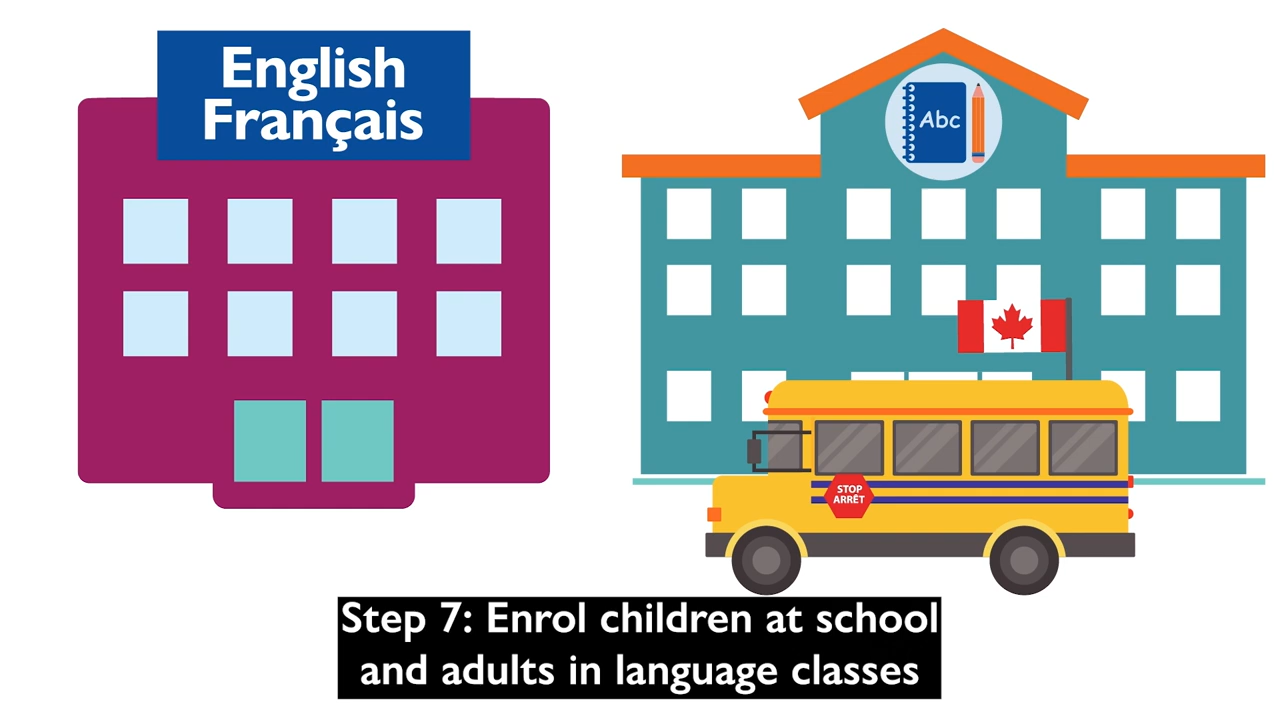 English
Français
Abc
STOP
ARRÊT
Step 7: Enrol children at school
and adults in language classes